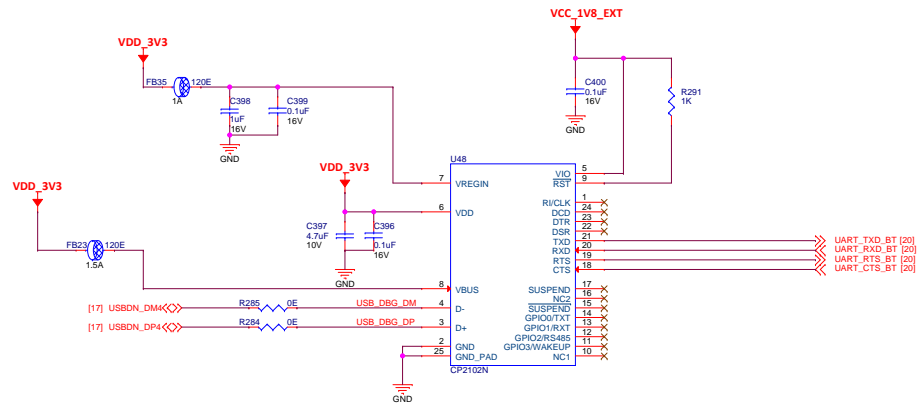 VCC_1V8_EXT
VDD_3V3
FB35
120E
1A
C398
1uF
16V
C399
0.1uF
16V
GND
C400
0.1uF
16V
GND
R291
1K
VDD_3V3
C397
4.7uF
10V
C396
0.1uF
16V
GND
VDD_3V3
FB23
120E
1.5A
U48
7
VREGIN
6
VDD
8
VBUS
[17] USBDN_DM4
R285
0E
USB_DBG_DM
4
D-
[17] USBDN_DP4
R284
0E
USB_DBG_DP
3
D+
2
GND
25
GND_PAD
GND
CP2102N
VIO
5
RST
9
RI/CLK
1
DCD
24
DTR
23
DSR
22
TXD
21
UART_TXD_BT [20]
RXD
20
UART_RXD_BT [20]
RTS
19
UART_RTS_BT [20]
CTS
18
UART_CTS_BT [20]
SUSPEND
17
NC2
16
SUSPEND
15
GPIO0/TXT
14
GPIO1/RXT
13
GPIO2/RS485
12
GPIO3/WAKEUP
11
NC1
10